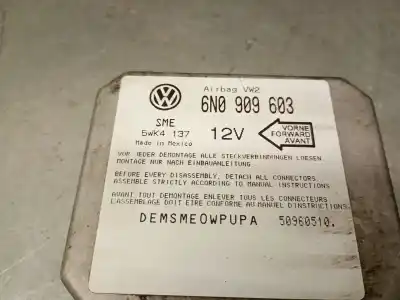 Airbag VW2
6N0 909 603
SME
5WK4 137
12V
VORNE
FORWARD
AVANT
Made in Mexico
VOR JEDER DEMONTAGE ALLE STECKVERBINDUNGEN LOESEN
MONTAGE NUR NACH EINBAUANLEITUNG
BEFORE EVERY DISASSEMBLY, DETACH ALL CONNECTORS
ASSEMBLE STRICTLY ACCORDING TO MANUAL INSTRUCTIONS
AVANT TOUT DEMONTAGE ENLEVER TOUS LES CONNECTEURS
L'ASSEMBLAGE DOIT ETRE CONFORME AU MANUEL D'INSTRUCTIONS
DEMSMEOWPUPA 50960510.